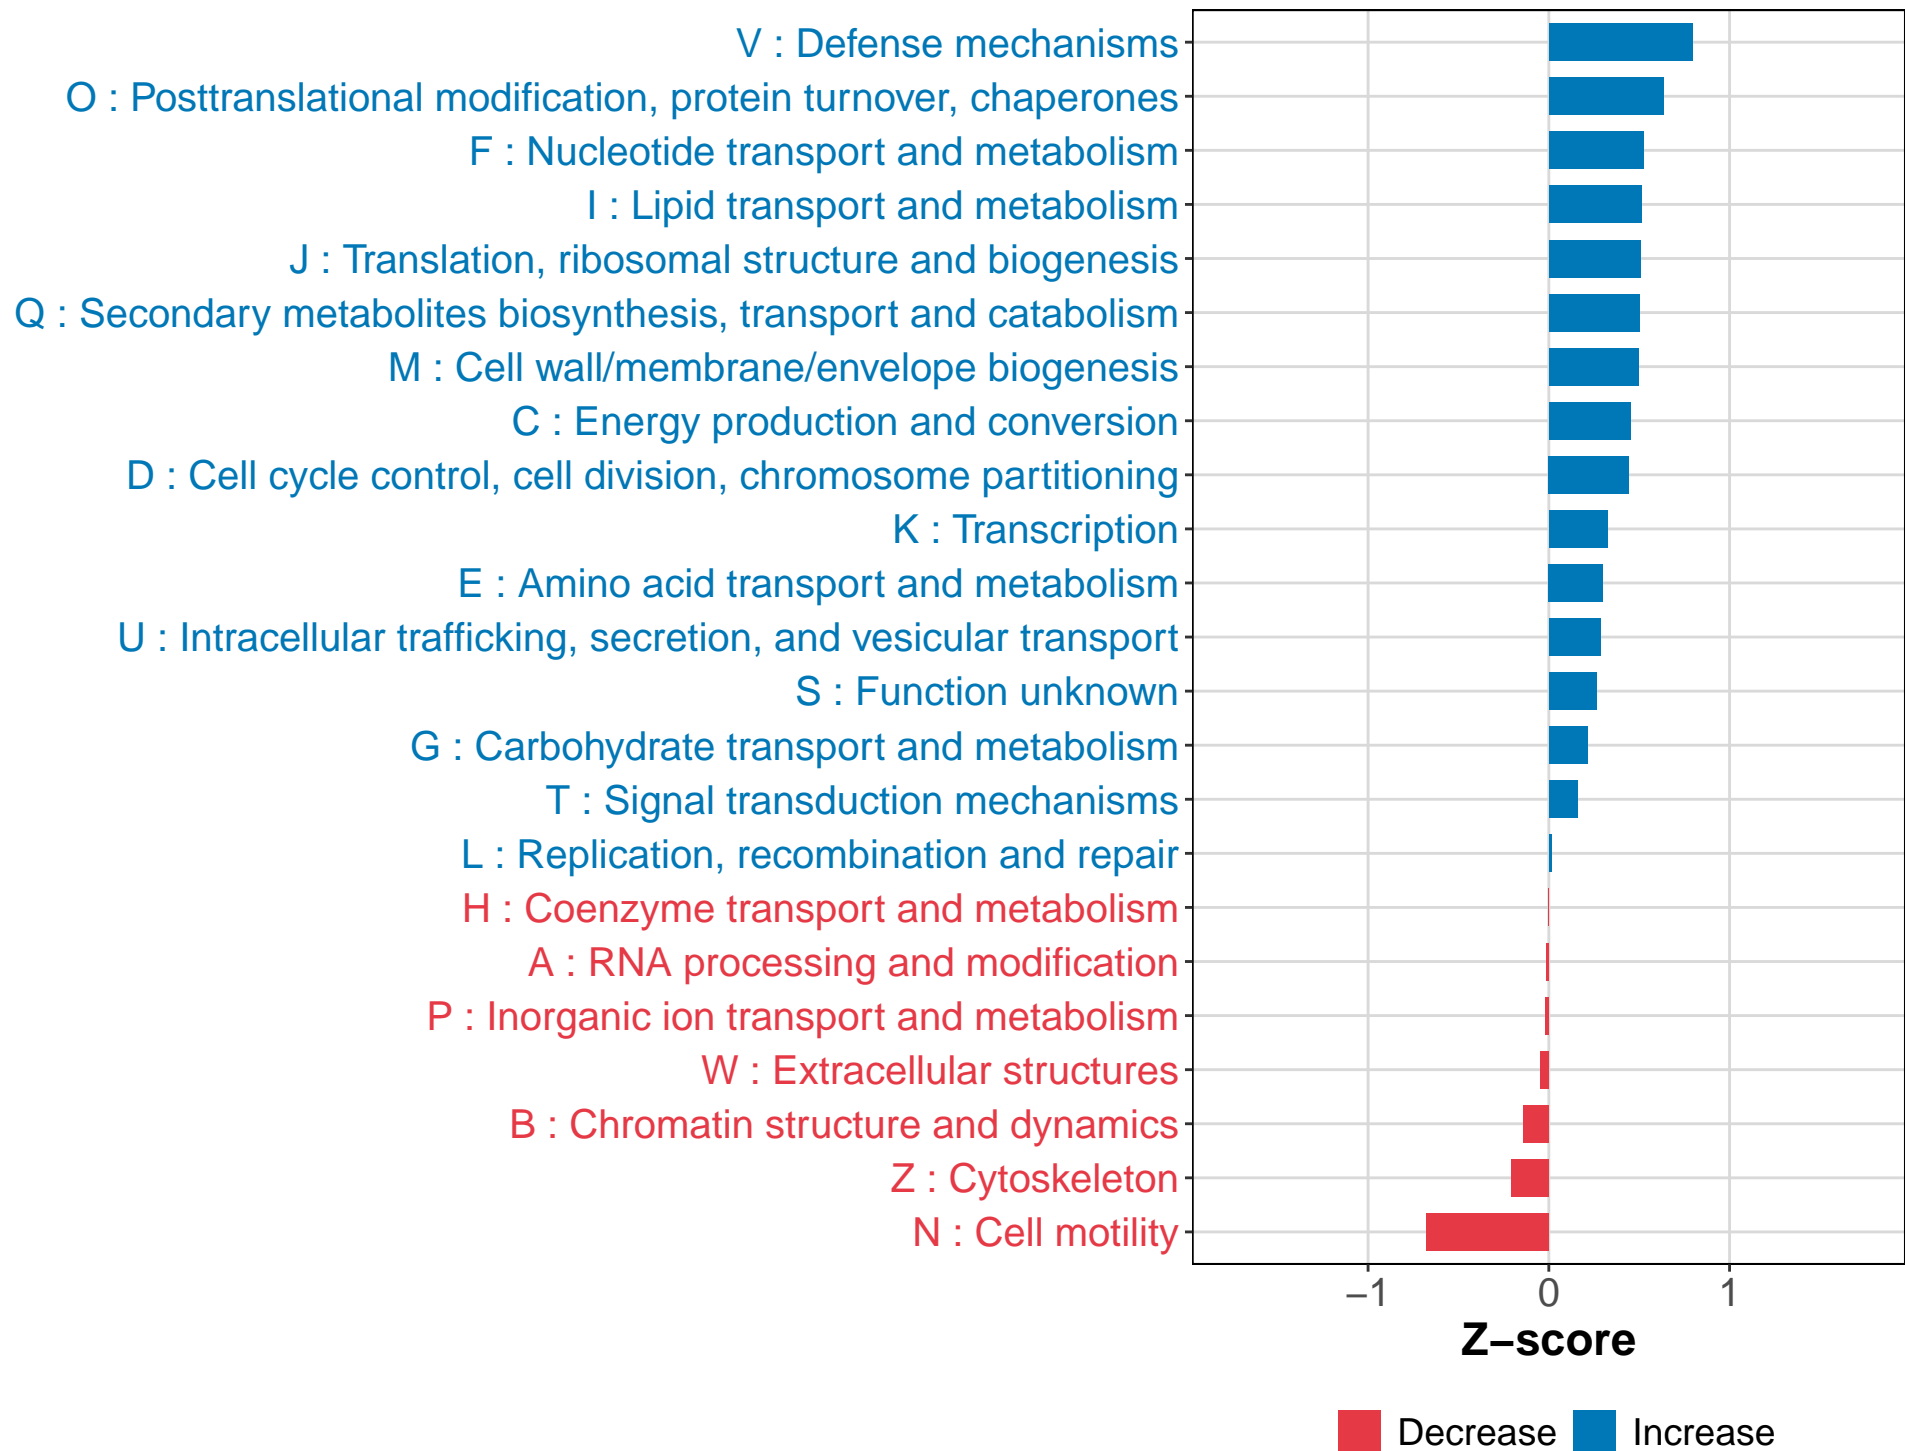 V : Defense mechanisms
O : Posttranslational modification, protein turnover, chaperones
F : Nucleotide transport and metabolism
I : Lipid transport and metabolism
J : Translation, ribosomal structure and biogenesis
Q : Secondary metabolites biosynthesis, transport and catabolism
M : Cell wall/membrane/envelope biogenesis
C : Energy production and conversion
D : Cell cycle control, cell division, chromosome partitioning
K : Transcription
E : Amino acid transport and metabolism
U : Intracellular trafficking, secretion, and vesicular transport
S : Function unknown
G : Carbohydrate transport and metabolism
T : Signal transduction mechanisms
L : Replication, recombination and repair
H : Coenzyme transport and metabolism
A : RNA processing and modification
P : Inorganic ion transport and metabolism
W : Extracellular structures
B : Chromatin structure and dynamics
Z : Cytoskeleton
N : Cell motility
−1 0 1
Z−score
Decrease Increase